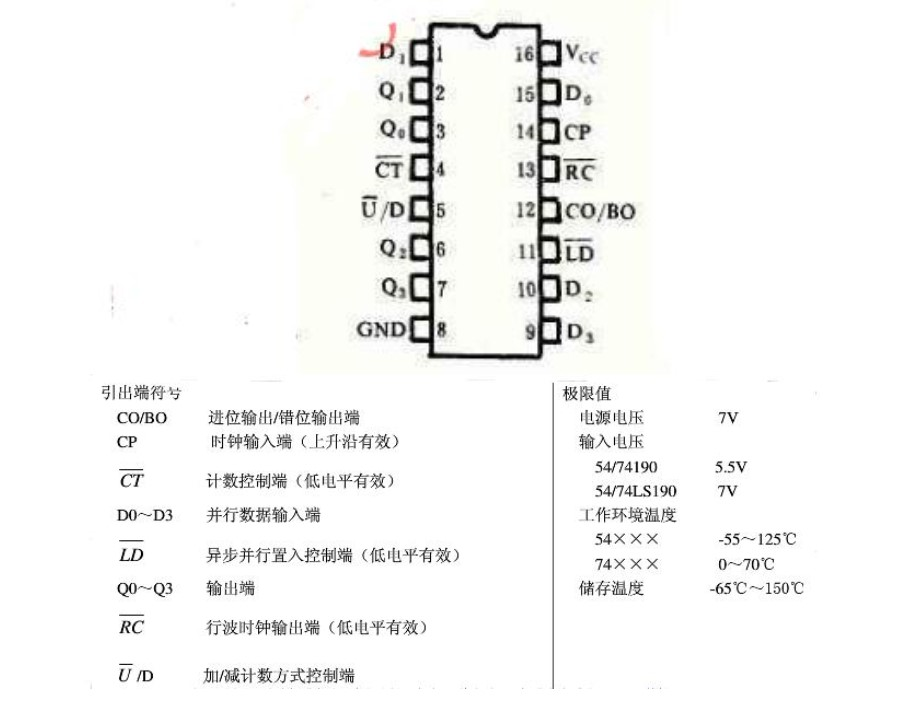 D₁ 1 16 V_CC
Q₁ 2 15 D₀
Q₀ 3 14 CP
C̅T̅ 4 13 R̅C̅
U̅/D 5 12 CO/BO
Q₂ 6 11 L̅D̅
Q₃ 7 10 D₂
GND 8 9 D₃
引出端符号
CO/BO 进位输出/错位输出端
CP 时钟输入端（上升沿有效）
C̅T̅ 计数控制端（低电平有效）
D0～D3 并行数据输入端
L̅D̅ 异步并行置入控制端（低电平有效）
Q0～Q3 输出端
R̅C̅ 行波时钟输出端（低电平有效）
U̅ /D 加/减计数方式控制端
极限值
电源电压 7V
输入电压
54/74190 5.5V
54/74LS190 7V
工作环境温度
54××× -55～125℃
74××× 0～70℃
储存温度 -65℃～150℃